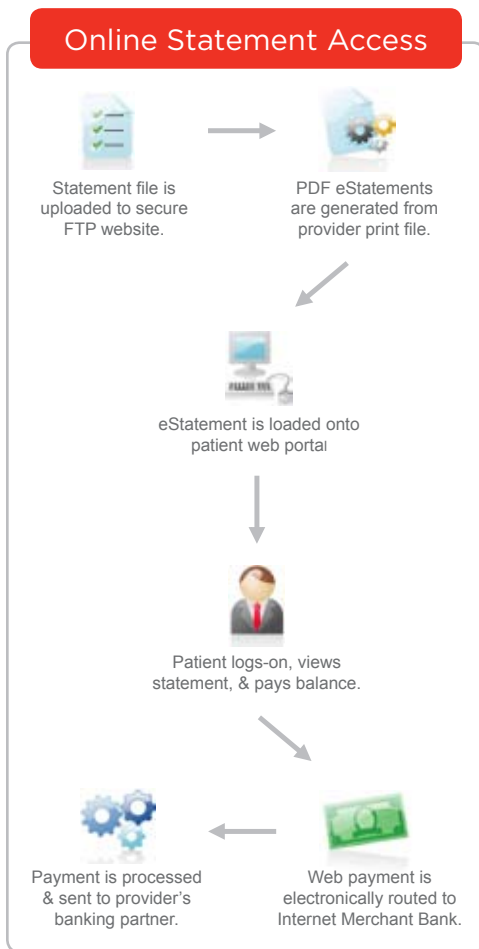 Online Statement Access
Statement file is
uploaded to secure
FTP website.
PDF eStatements
are generated from
provider print file.
eStatement is loaded onto
patient web portal
Patient logs-on, views
statement, & pays balance.
Web payment is
electronically routed to
Internet Merchant Bank.
Payment is processed
& sent to provider's
banking partner.